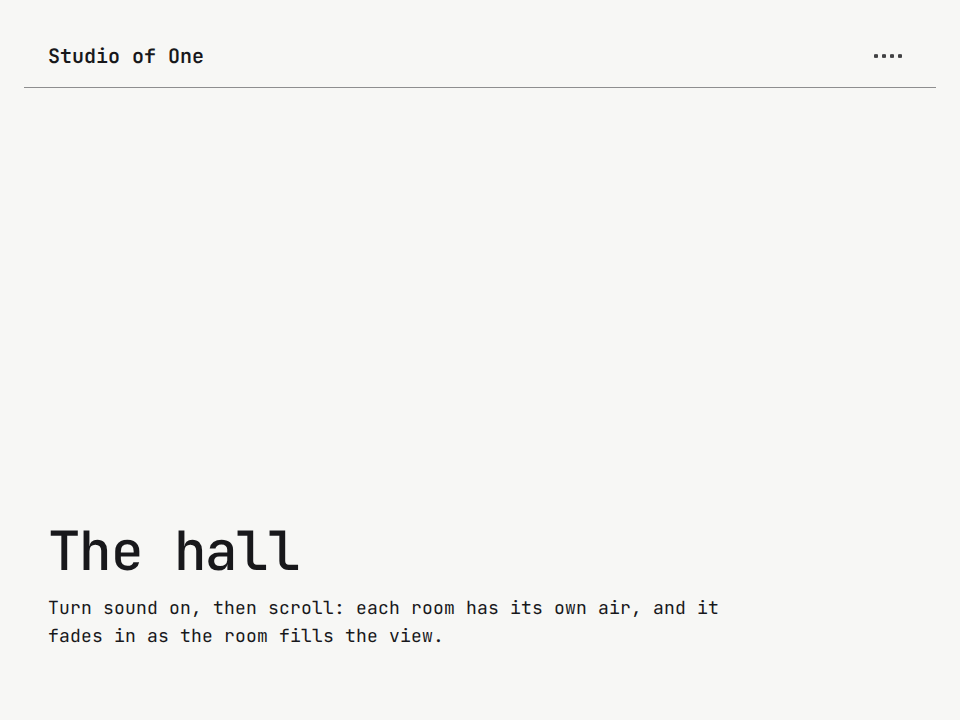 Studio of One
The hall
Turn sound on, then scroll: each room has its own air, and it
fades in as the room fills the view.